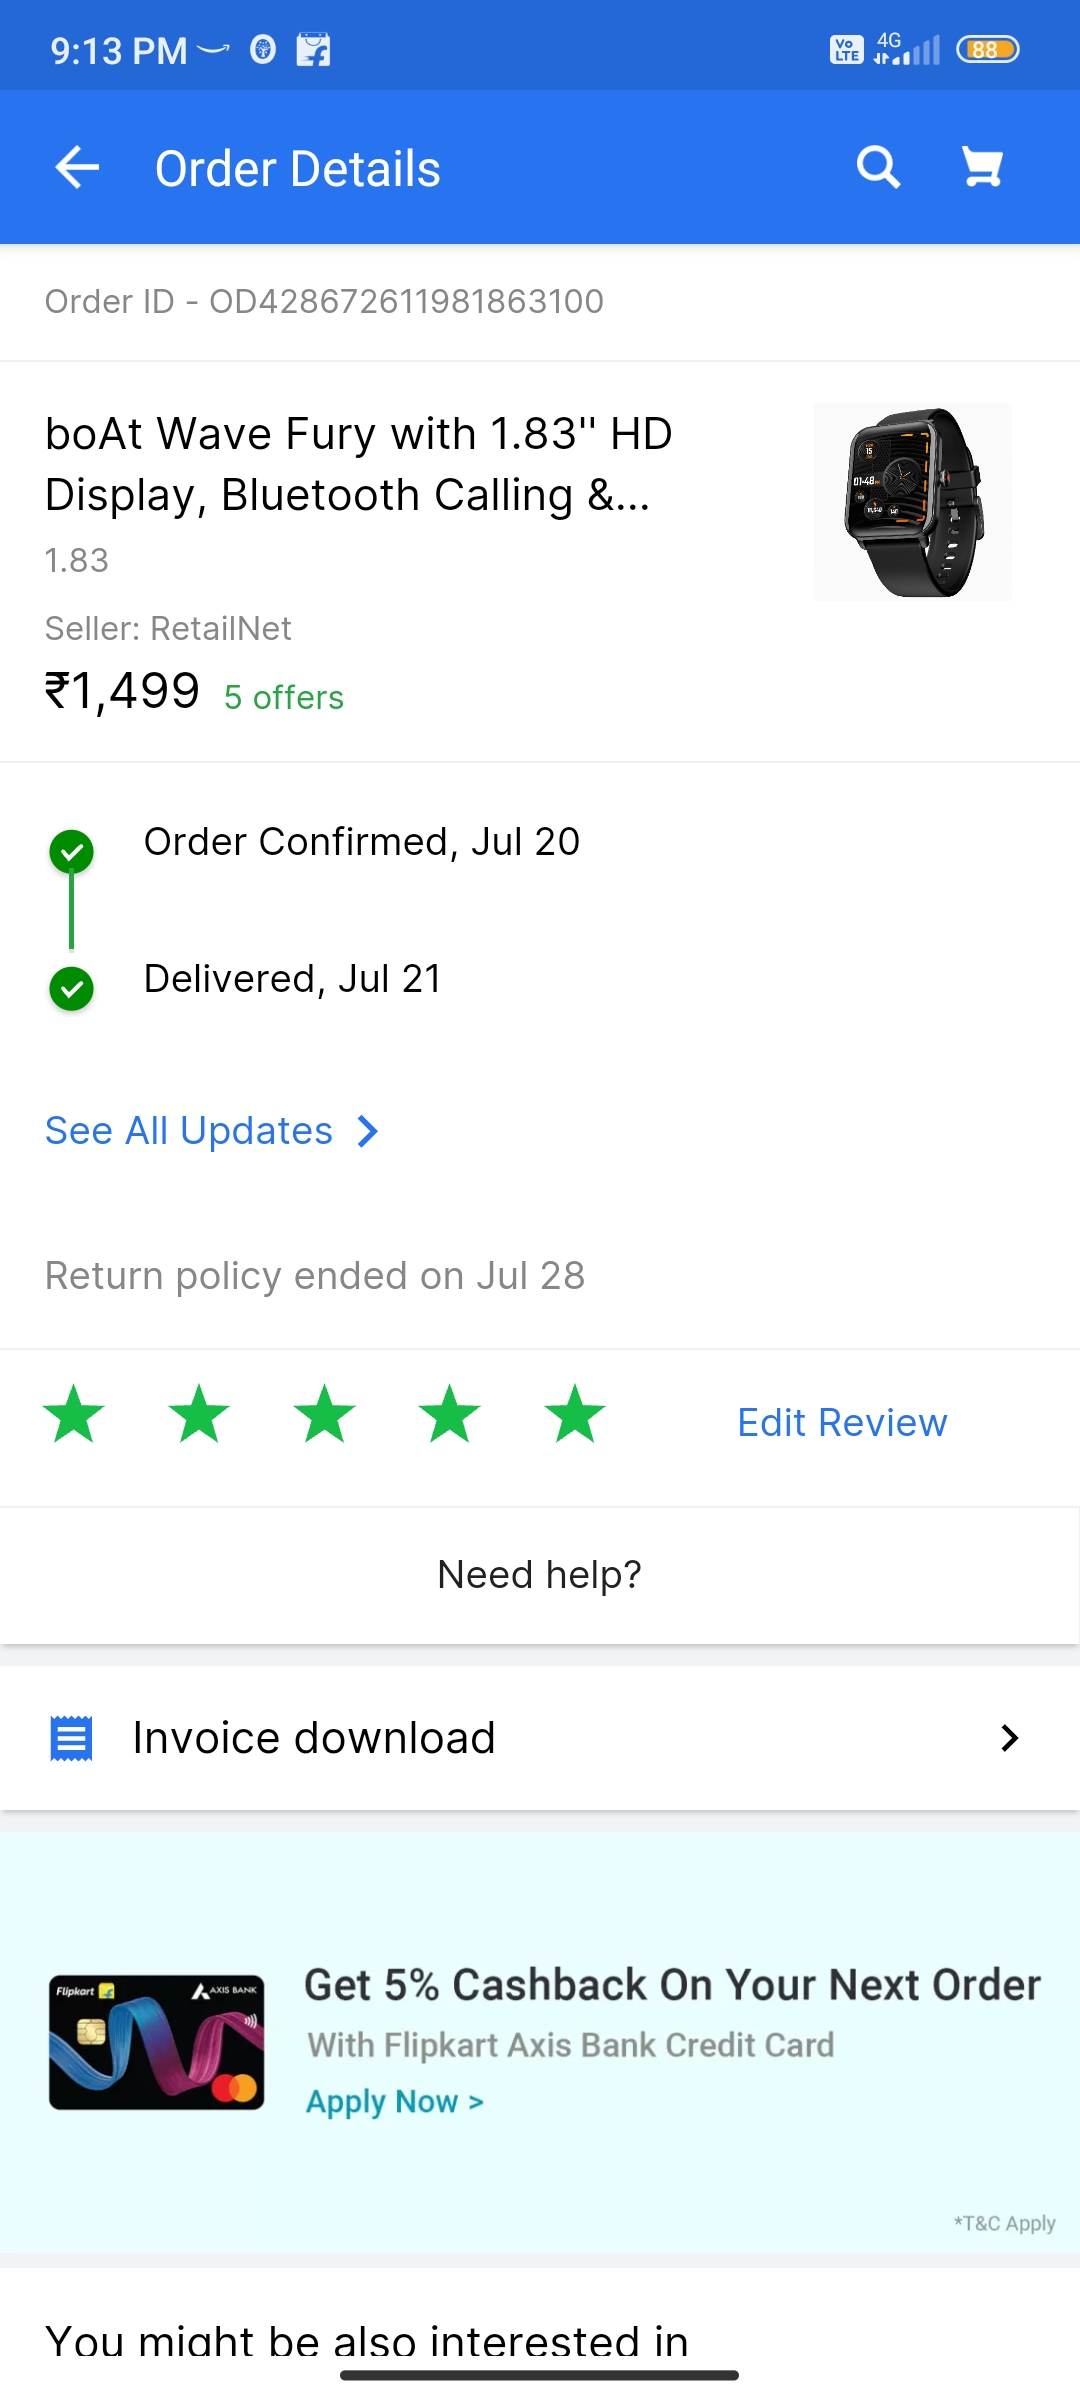 9:13 PM
Vo LTE 4G 88
Order Details
Order ID - OD428672611981863100
boAt Wave Fury with 1.83" HD
Display, Bluetooth Calling &...
1.83
Seller: RetailNet
₹1,499 5 offers
Order Confirmed, Jul 20
Delivered, Jul 21
See All Updates
Return policy ended on Jul 28
Edit Review
Need help?
Invoice download
Flipkart AXIS BANK
Get 5% Cashback On Your Next Order
With Flipkart Axis Bank Credit Card
Apply Now >
*T&C Apply
You might be also interested in